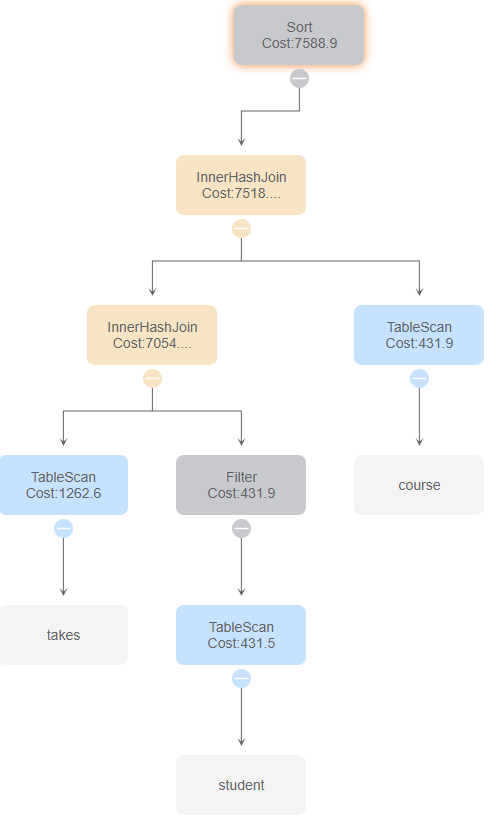 Sort
Cost:7588.9
InnerHashJoin
Cost:7518....
InnerHashJoin
Cost:7054....
TableScan
Cost:431.9
TableScan
Cost:1262.6
Filter
Cost:431.9
course
takes
TableScan
Cost:431.5
student